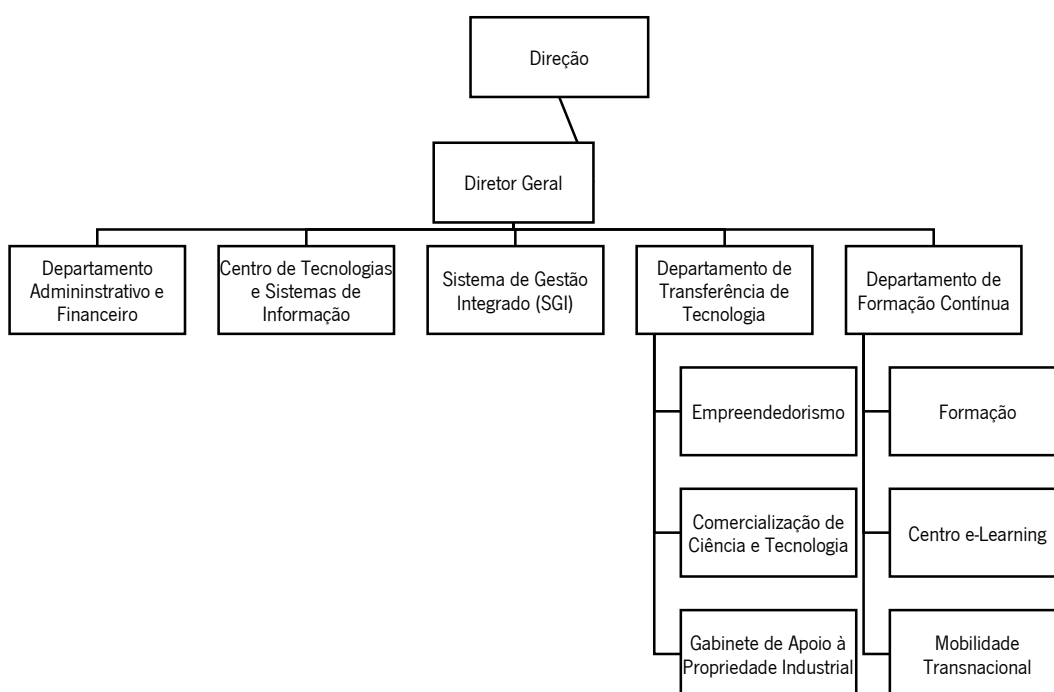 Direção
Diretor Geral
Departamento
Admininstrativo e
Financeiro
Centro de Tecnologias
e Sistemas de
Informação
Sistema de Gestão
Integrado (SGI)
Departamento de
Transferência de
Tecnologia
Departamento de
Formação Contínua
Empreendedorismo
Comercialização de
Ciência e Tecnologia
Gabinete de Apoio à
Propriedade Industrial
Formação
Centro e-Learning
Mobilidade
Transnacional